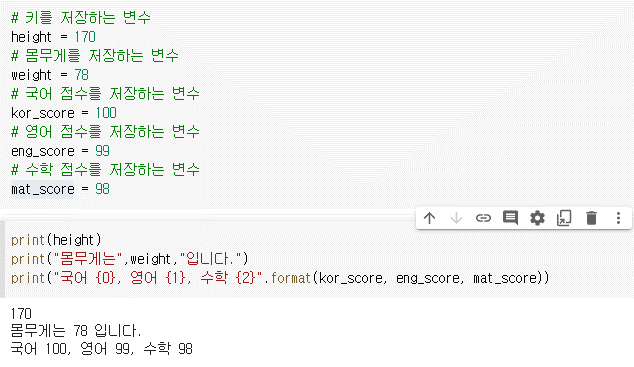 # 키를 저장하는 변수
height = 170
# 몸무게를 저장하는 변수
weight = 78
# 국어 점수를 저장하는 변수
kor_score = 100
# 영어 점수를 저장하는 변수
eng_score = 99
# 수학 점수를 저장하는 변수
mat_score = 98
print(height)
print("몸무게는",weight,"입니다.")
print("국어 {0}, 영어 {1}, 수학 {2}".format(kor_score, eng_score, mat_score))
170
몸무게는 78 입니다.
국어 100, 영어 99, 수학 98